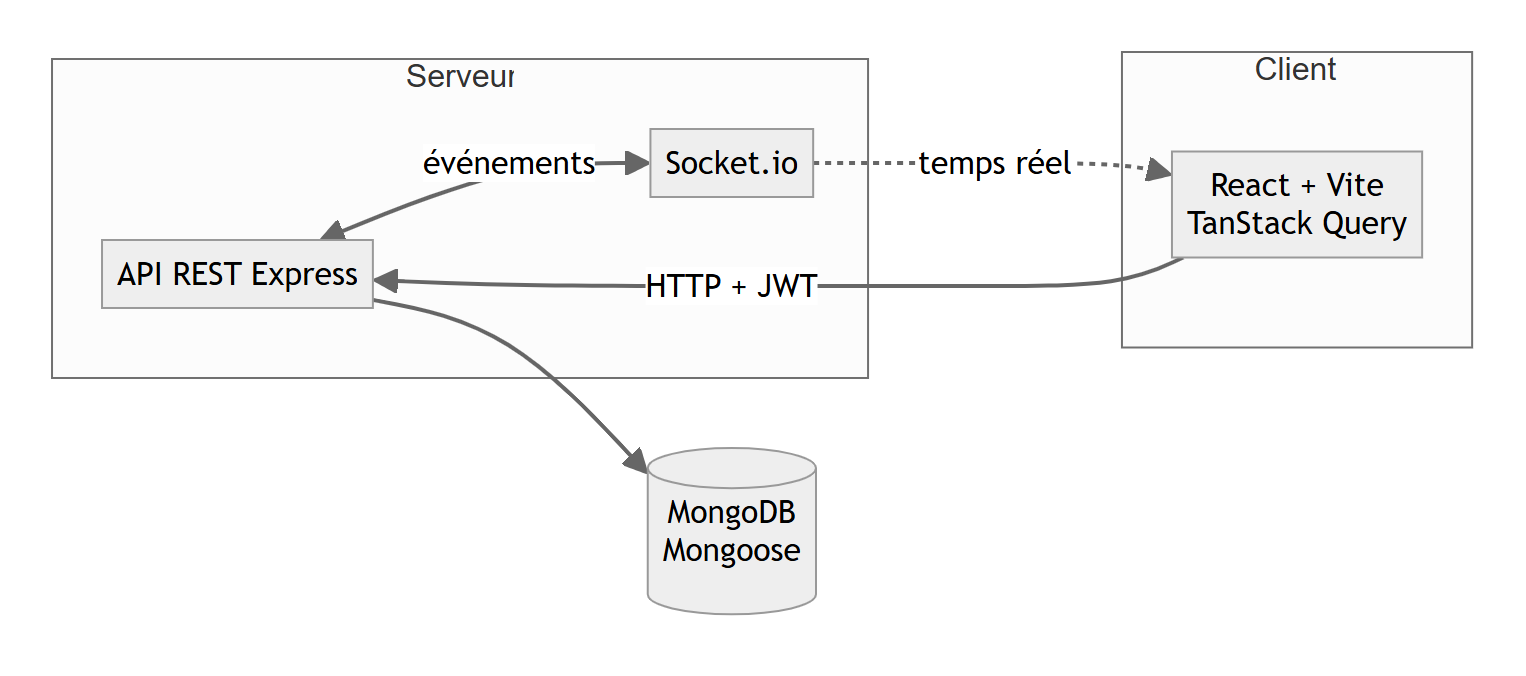 Serveur
Client
événements
Socket.io
temps réel
React + Vite
TanStack Query
API REST Express
HTTP + JWT
MongoDB
Mongoose